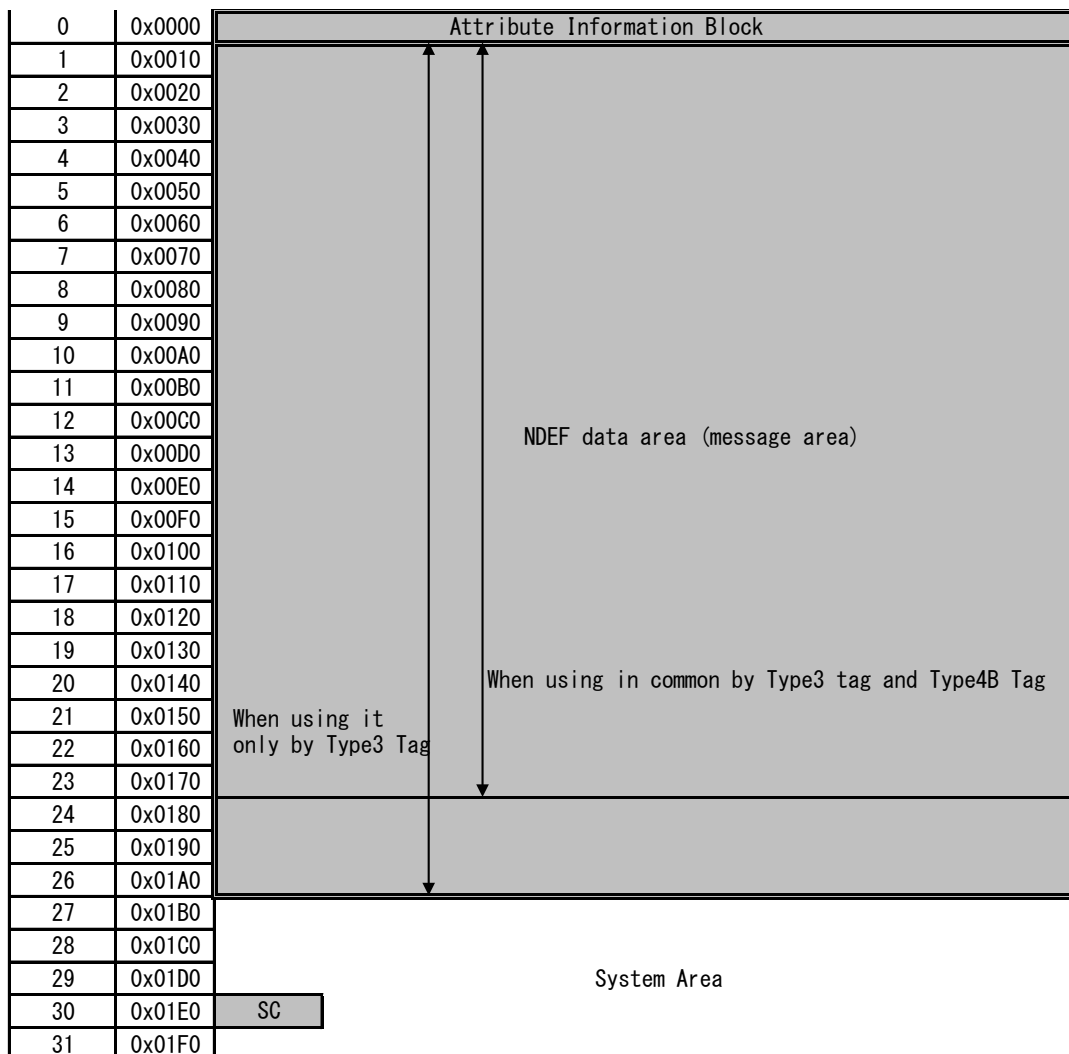 0 0x0000 Attribute Information Block
1 0x0010
2 0x0020
3 0x0030
4 0x0040
5 0x0050
6 0x0060
7 0x0070
8 0x0080
9 0x0090
10 0x00A0
11 0x00B0
12 0x00C0
NDEF data area (message area)
13 0x00D0
14 0x00E0
15 0x00F0
16 0x0100
17 0x0110
18 0x0120
19 0x0130
20 0x0140 When using in common by Type3 tag and Type4B Tag
21 0x0150 When using it
22 0x0160 only by Type3 Tag
23 0x0170
24 0x0180
25 0x0190
26 0x01A0
27 0x01B0
28 0x01C0
29 0x01D0 System Area
30 0x01E0 SC
31 0x01F0